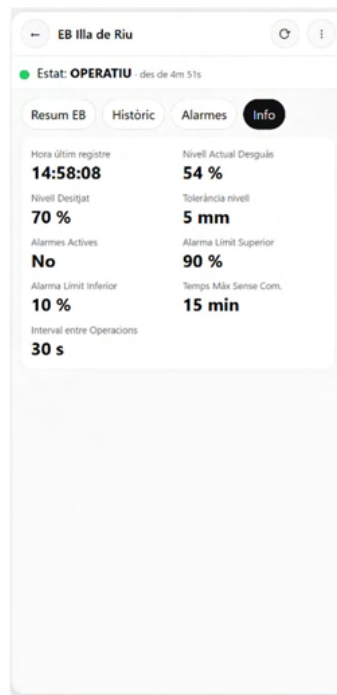 EB Illa de Riu
Estat: OPERATIU · des de 4m 51s
Resum EB Històric Alarmes Info
Hora últim registre Nivell Actual Desguàs
14:58:08 54 %
Nivell Desitjat Tolerància nivell
70 % 5 mm
Alarmes Actives Alarma Límit Superior
No 90 %
Alarma Límit Inferior Temps Màx Sense Com.
10 % 15 min
Interval entre Operacions
30 s